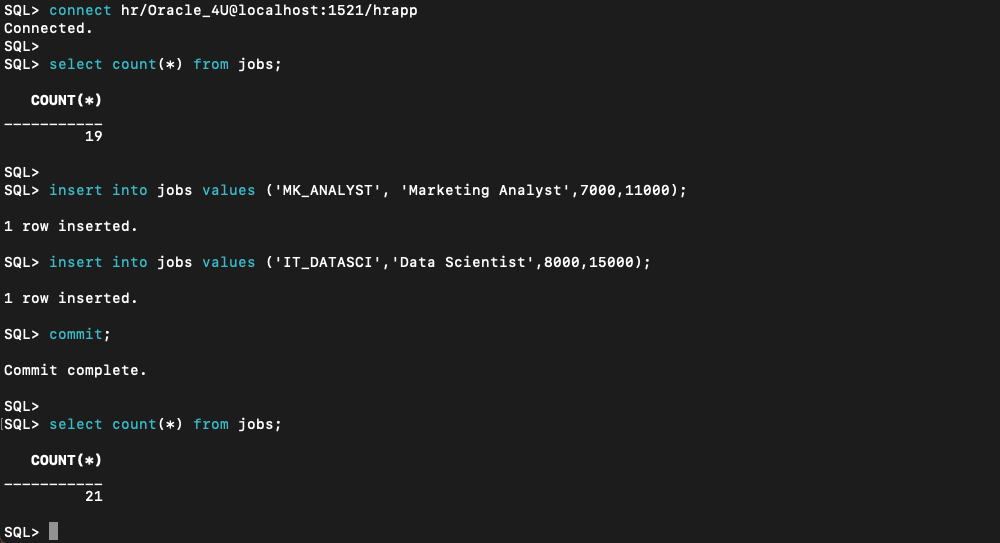 SQL> connect hr/Oracle_4U@localhost:1521/hrapp
Connected.
SQL>
SQL> select count(*) from jobs;
COUNT(*)
___________
19
SQL>
SQL> insert into jobs values ('MK_ANALYST', 'Marketing Analyst',7000,11000);
1 row inserted.
SQL> insert into jobs values ('IT_DATASCI','Data Scientist',8000,15000);
1 row inserted.
SQL> commit;
Commit complete.
SQL>
SQL> select count(*) from jobs;
COUNT(*)
___________
21
SQL>